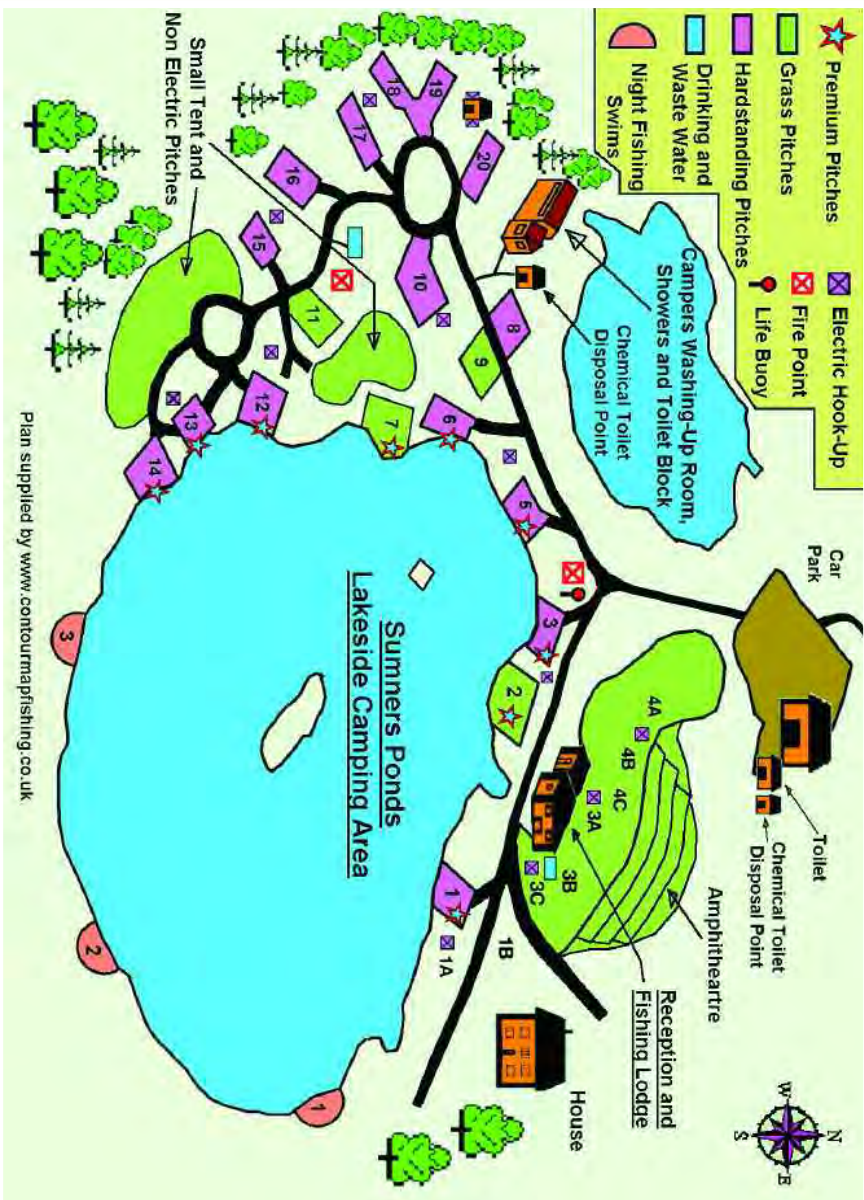 Premium Pitches
Grass Pitches
Hardstanding Pitches
Drinking and
Waste Water
Night Fishing
Swims
Electric Hook-Up
Fire Point
Life Buoy
Campers Washing-Up Room,
Showers and Toilet Block
Chemical Toilet
Disposal Point
Car
Park
Toilet
Chemical Toilet
Disposal Point
Amphitheartre
Reception and
Fishing Lodge
House
N
W
E
S
Small Tent and
Non Electric Pitches
18
19
17
20
16
15
10
8
9
11
12
13
14
7
6
5
3
2
4A
4B
4C
3A
3B
3C
1
1A
1B
Sumners Ponds
Lakeside Camping Area
3
2
1
Plan supplied by www.contourmapfishing.co.uk